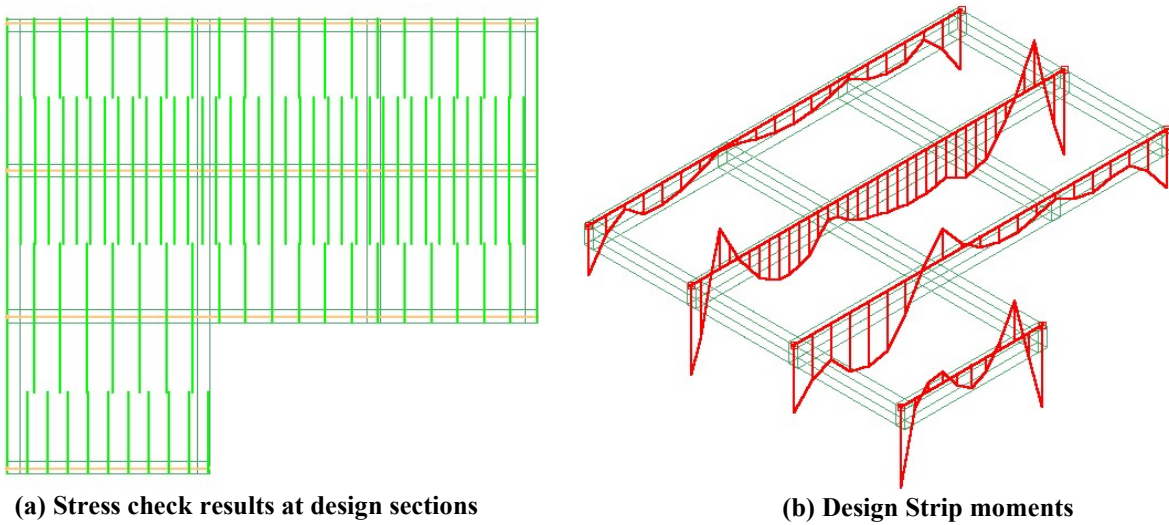 (a) Stress check results at design sections
(b) Design Strip moments